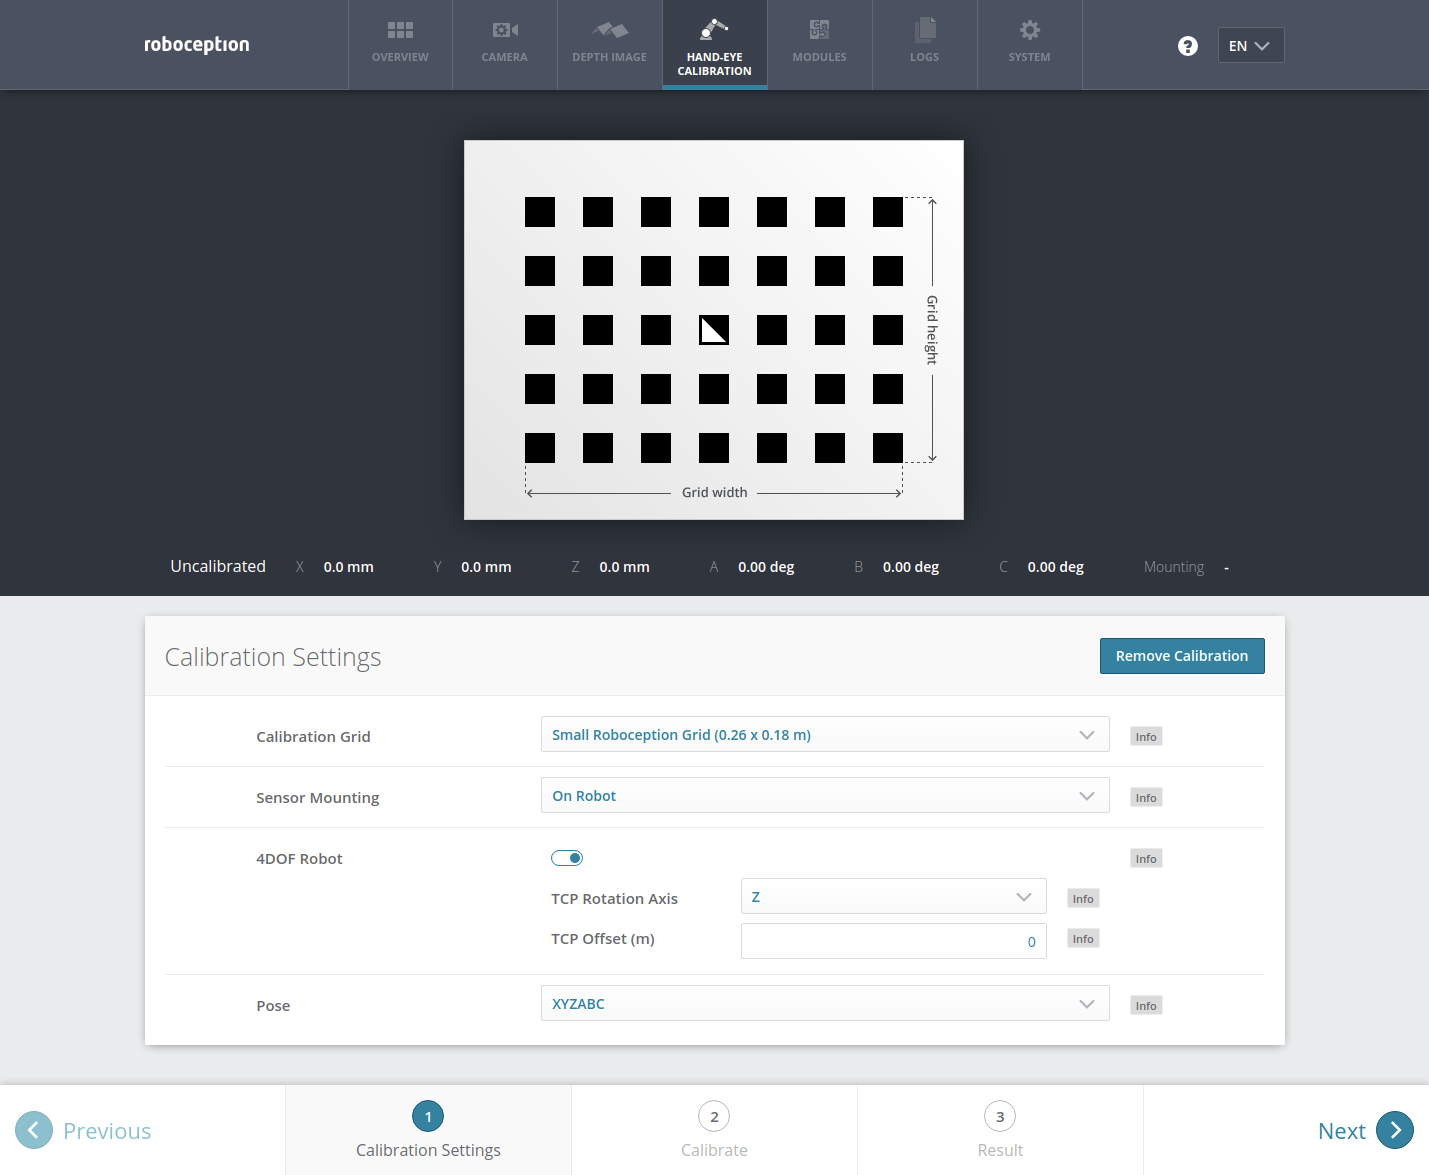 roboception
OVERVIEW
CAMERA
DEPTH IMAGE
HAND-EYE
CALIBRATION
MODULES
LOGS
SYSTEM
?
EN
Grid height
Grid width
Uncalibrated X 0.0 mm Y 0.0 mm Z 0.0 mm A 0.00 deg B 0.00 deg C 0.00 deg Mounting -
Calibration Settings
Remove Calibration
Calibration Grid Small Roboception Grid (0.26 x 0.18 m) Info
Sensor Mounting On Robot Info
4DOF Robot Info
TCP Rotation Axis Z Info
TCP Offset (m) 0 Info
Pose XYZABC Info
Previous
1
Calibration Settings
2
Calibrate
3
Result
Next